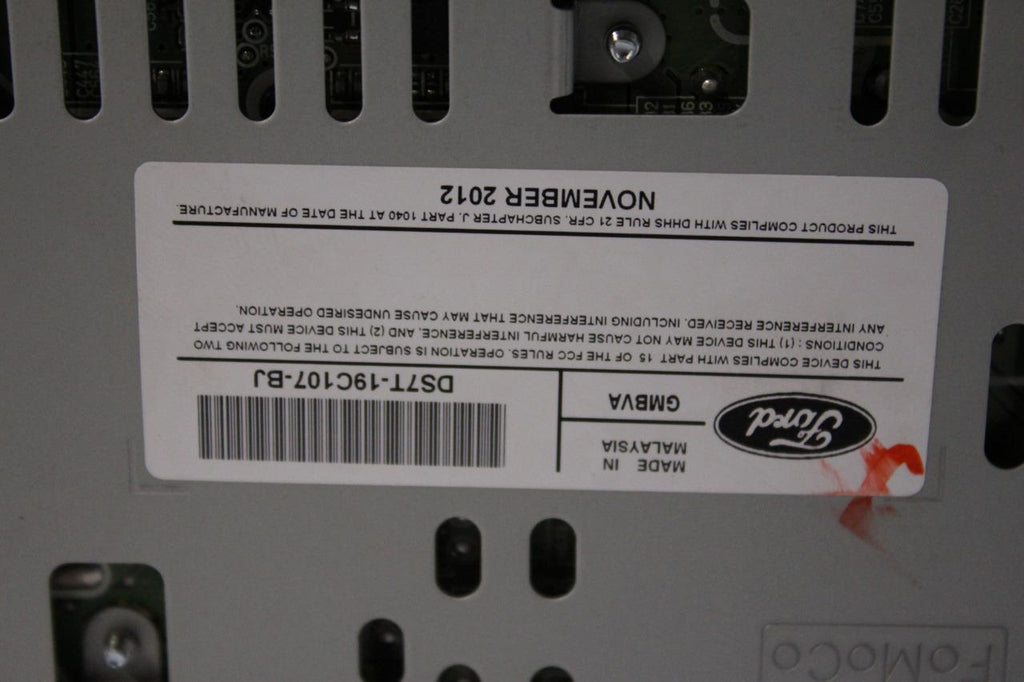 Ford
MADE IN
MALAYSIA
GMBVA
DS7T-19C107-BJ
THIS DEVICE COMPLIES WITH PART 15 OF THE FCC RULES. OPERATION IS SUBJECT TO THE FOLLOWING TWO
CONDITIONS : (1) THIS DEVICE MAY NOT CAUSE HARMFUL INTERFERENCE, AND (2) THIS DEVICE MUST ACCEPT
ANY INTERFERENCE RECEIVED. INCLUDING INTERFERENCE THAT MAY CAUSE UNDESIRED OPERATION.
THIS PRODUCT COMPLIES WITH DHHS RULE 21 CFR. SUBCHAPTER J. PART 1040 AT THE DATE OF MANUFACTURE.
NOVEMBER 2012
FoMoCo